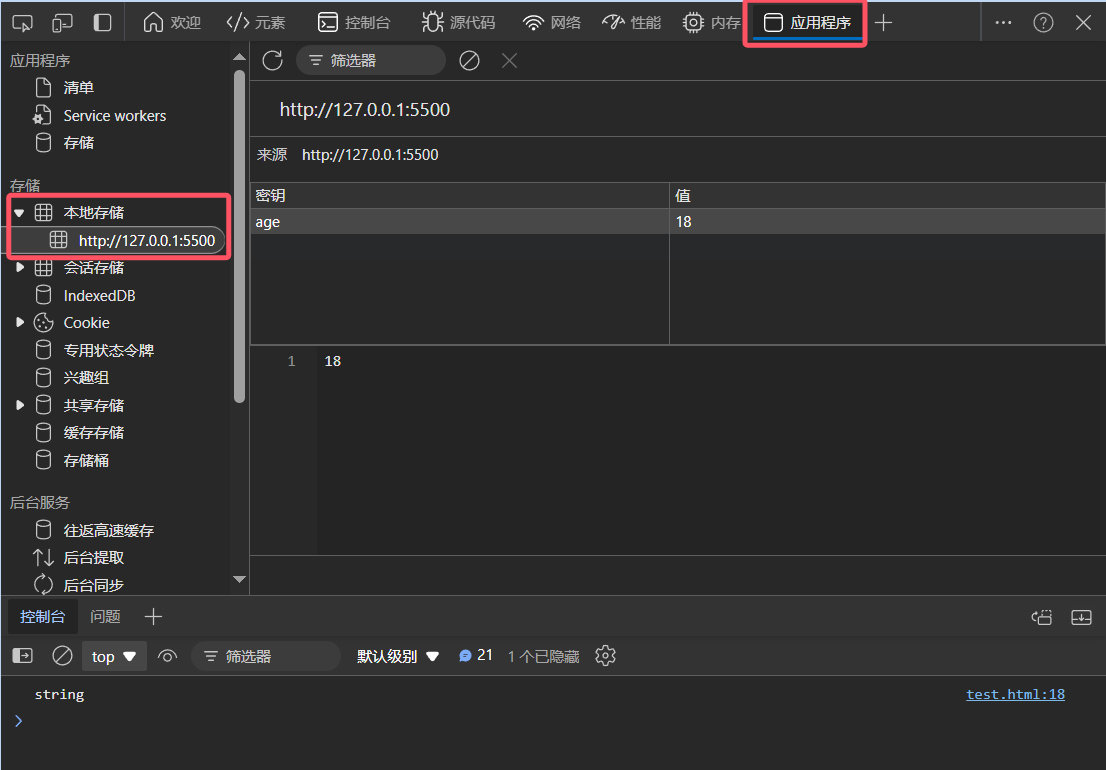 欢迎 元素 控制台 源代码 网络 性能 内存 应用程序
应用程序
清单
Service workers
存储
存储
本地存储
http://127.0.0.1:5500
会话存储
IndexedDB
Cookie
专用状态令牌
兴趣组
共享存储
缓存存储
存储桶
后台服务
往返高速缓存
后台提取
后台同步
筛选器
http://127.0.0.1:5500
来源 http://127.0.0.1:5500
密钥 值
age 18
1 18
控制台 问题
top 筛选器 默认级别 21 1 个已隐藏
string test.html:18